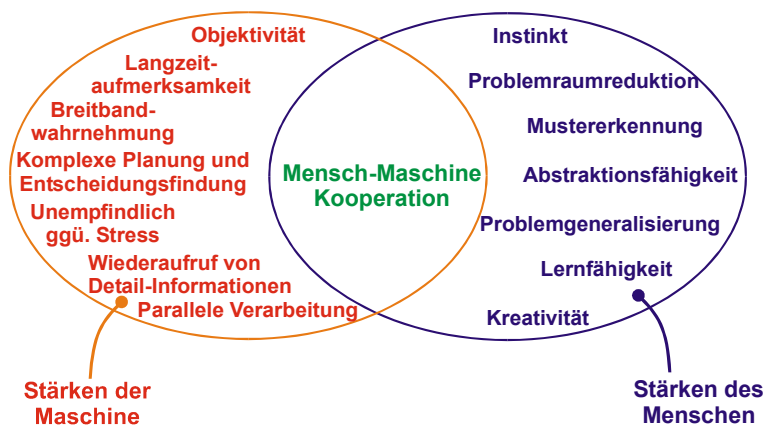 Objektivität
Langzeit-
aufmerksamkeit
Breitband-
wahrnehmung
Komplexe Planung und
Entscheidungsfindung
Unempfindlich
ggü. Stress
Wiederaufruf von
Detail-Informationen
Parallele Verarbeitung
Mensch-Maschine
Kooperation
Instinkt
Problemraumreduktion
Mustererkennung
Abstraktionsfähigkeit
Problemgeneralisierung
Lernfähigkeit
Kreativität
Stärken der
Maschine
Stärken des
Menschen